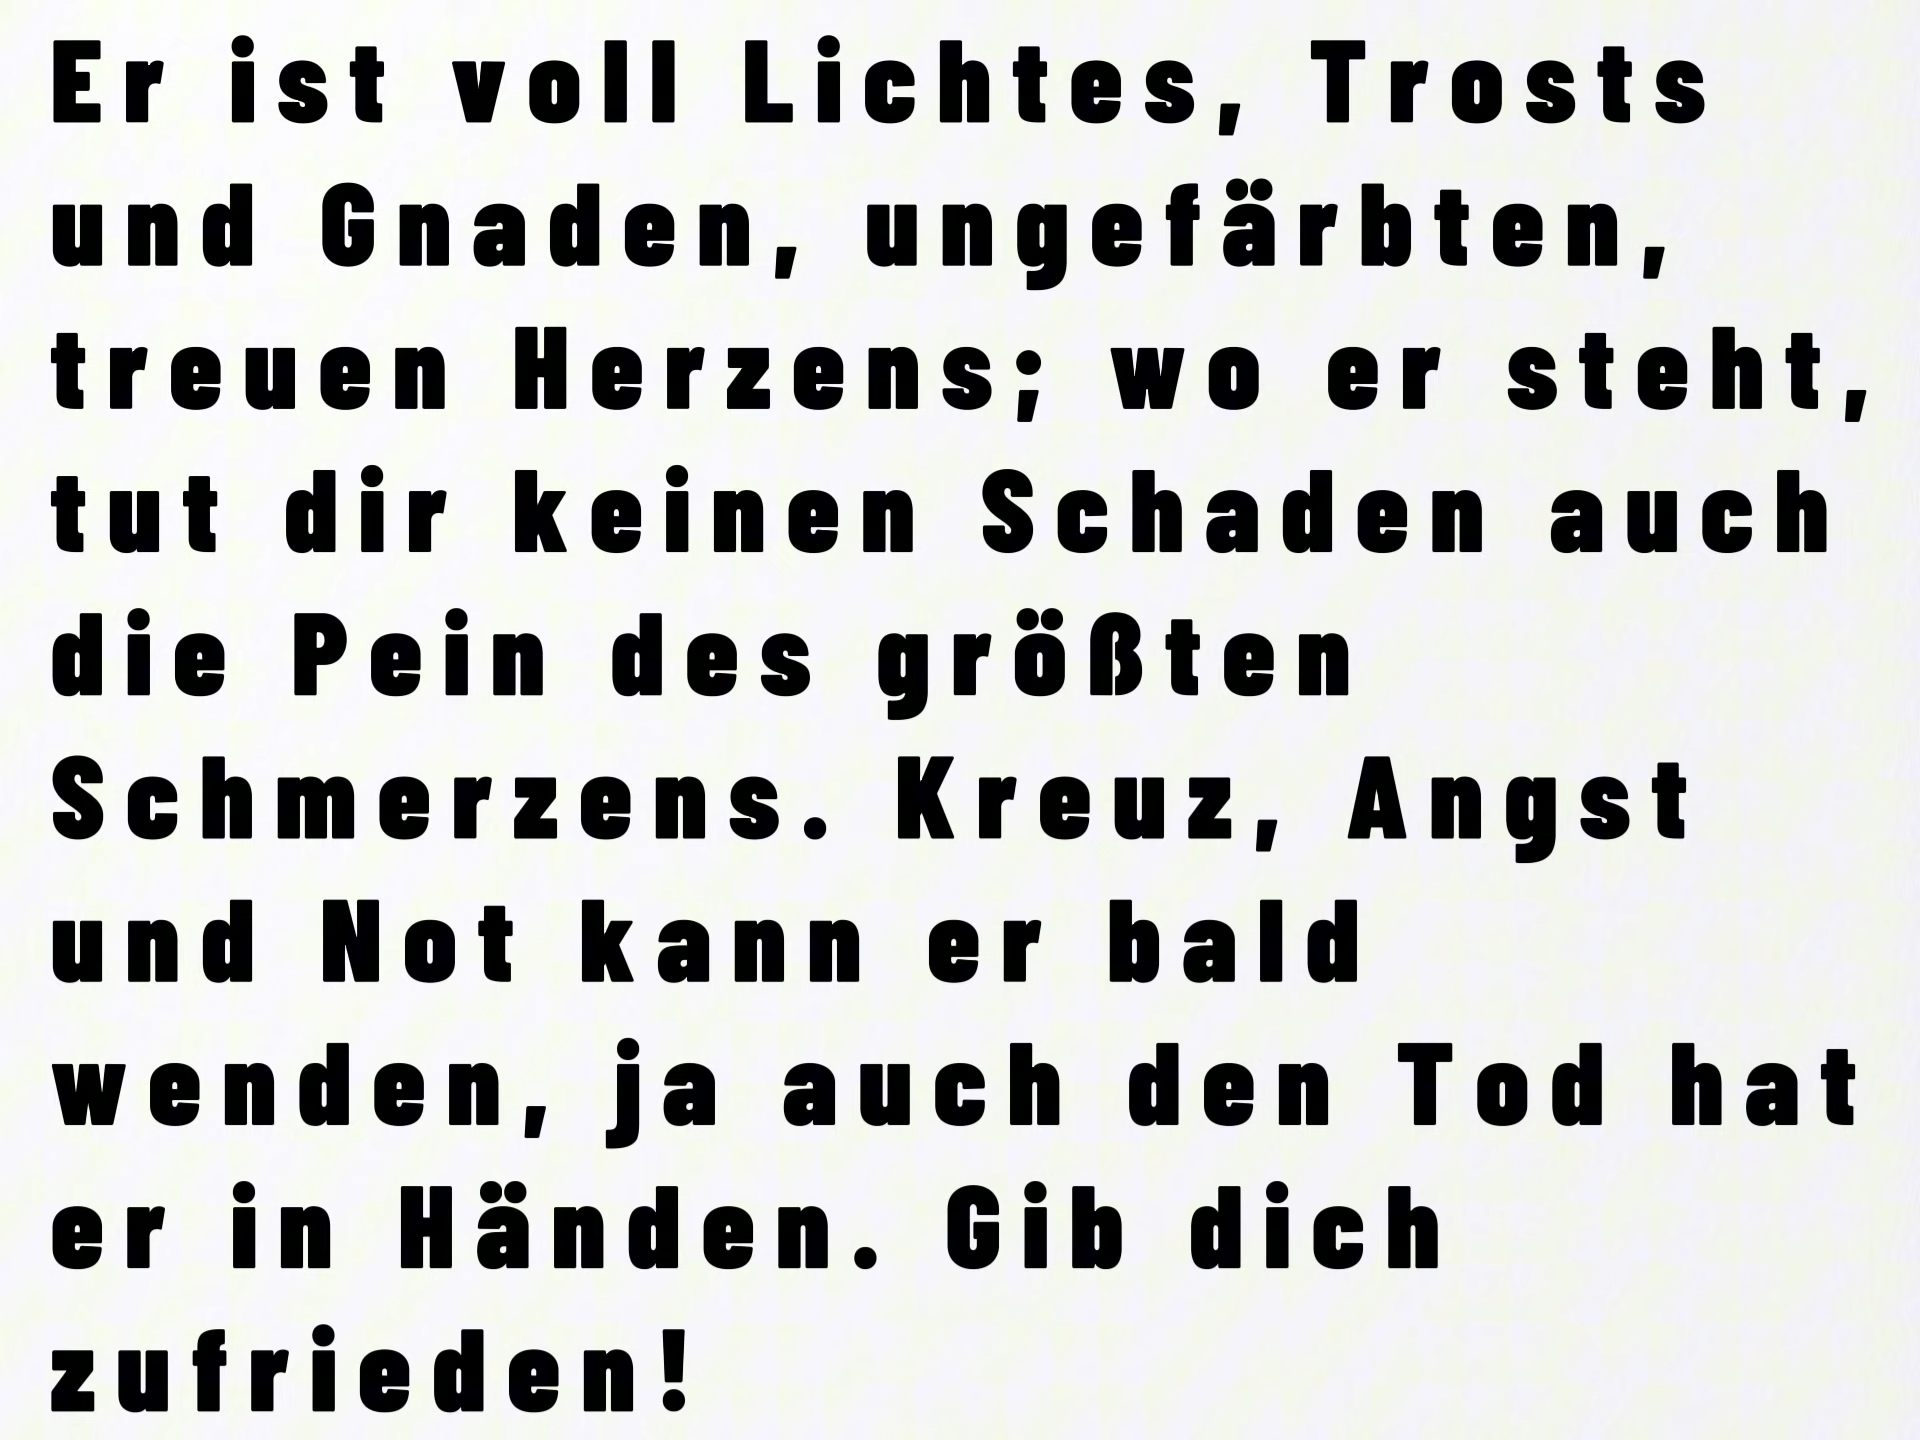 Er ist voll Lichtes, Trosts
und Gnaden, ungefärbten,
treuen Herzens; wo er steht,
tut dir keinen Schaden auch
die Pein des größten
Schmerzens. Kreuz, Angst
und Not kann er bald
wenden, ja auch den Tod hat
er in Händen. Gib dich
zufrieden!